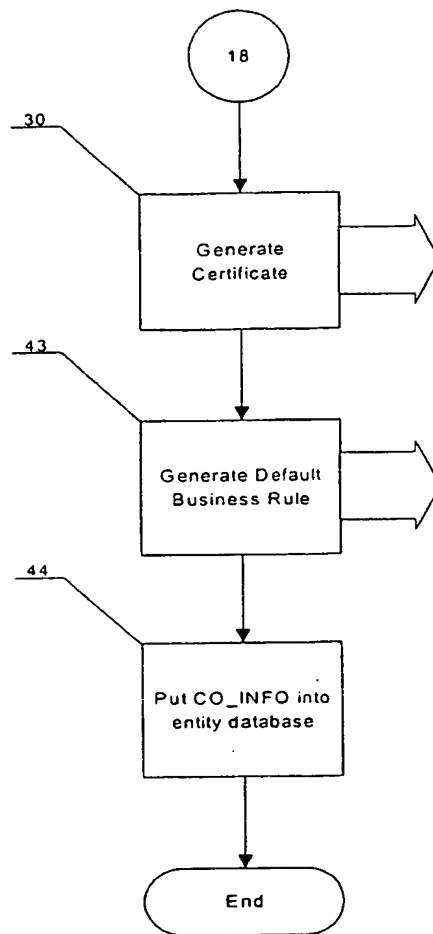 18
30
Generate
Certificate
43
Generate Default
Business Rule
44
Put CO_INFO into
entity database
End